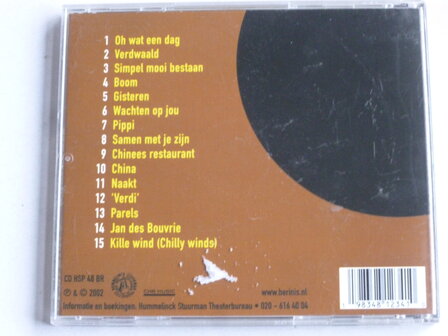 1 Oh wat een dag
2 Verdwaald
3 Simpel mooi bestaan
4 Boom
5 Gisteren
6 Wachten op jou
7 Pippi
8 Samen met je zijn
9 Chinees restaurant
10 China
11 Naakt
12 'Verdi'
13 Parels
14 Jan des Bouvrie
15 Kille wind (Chilly winds)
CD HSP 48 BR
℗ & © 2002
www.berinis.nl
Informatie en boekingen: Hummelinck Stuurman Theaterbureau • 020 - 616 40 04